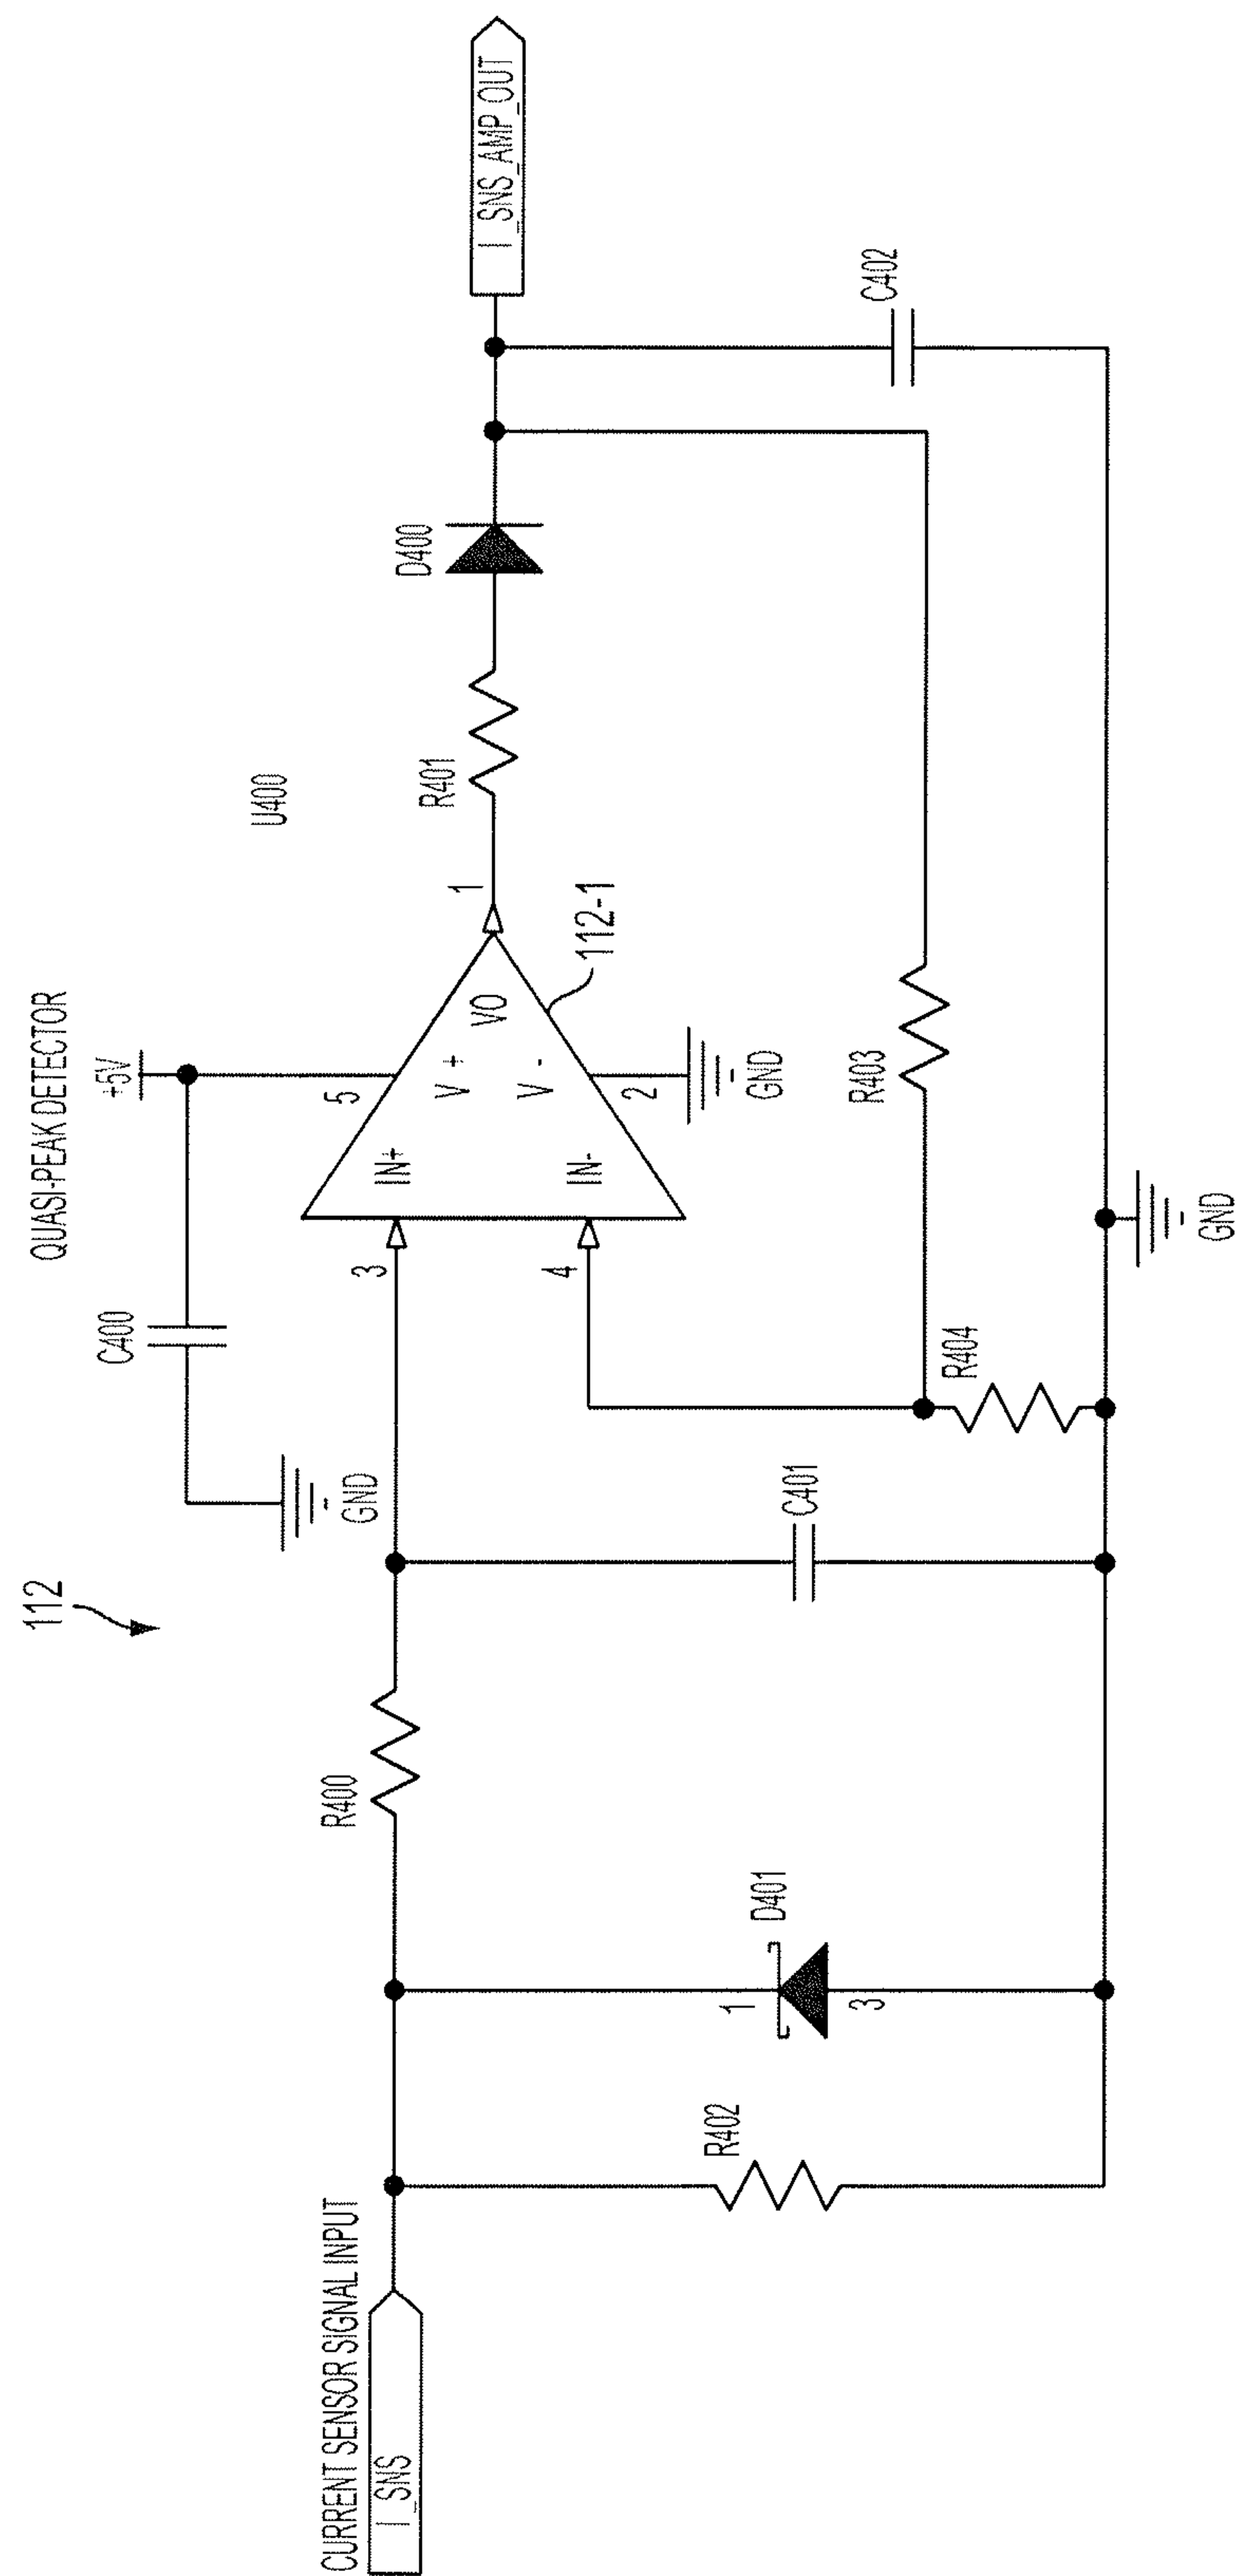 112
QUASI-PEAK DETECTOR
+5V
C400
GND
U400
CURRENT SENSOR SIGNAL INPUT
I_SNS
R400
3
IN+
5
V +
VO
1
R401
D400
I_SNS_AMP_OUT
4
IN-
V -
2
GND
112-1
R402
D401
1
3
C401
R404
R403
C402
GND